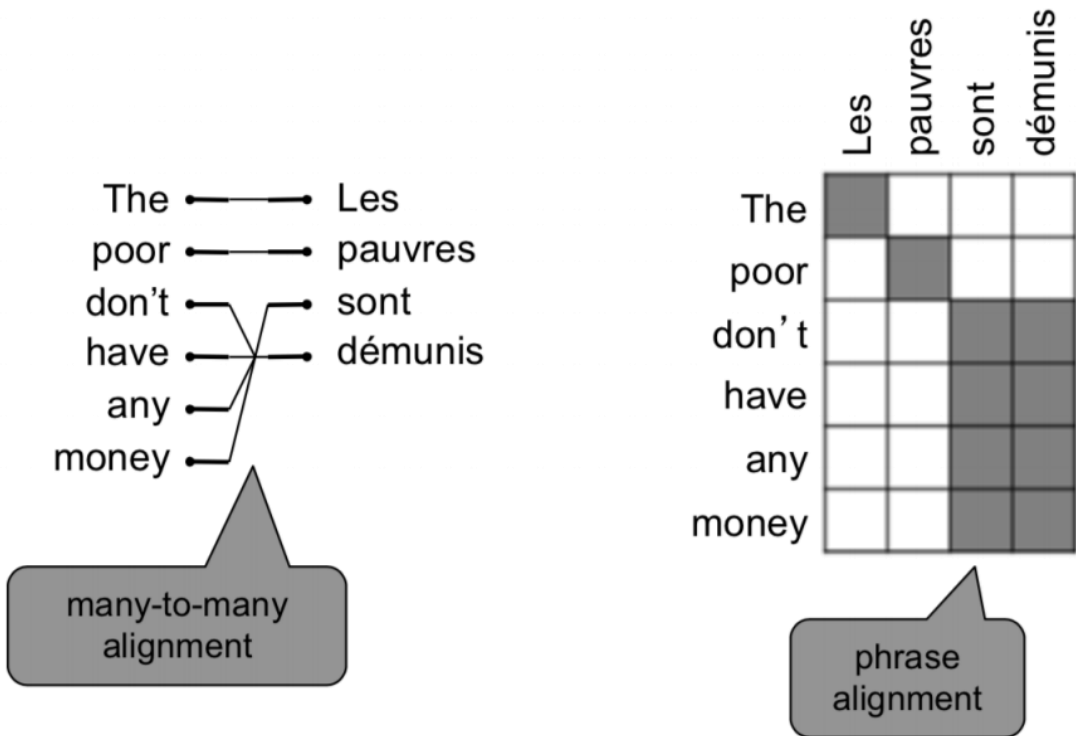 The Les
poor pauvres
don't sont
have démunis
any
money
many-to-many
alignment
Les
pauvres
sont
démunis
The
poor
don't
have
any
money
phrase
alignment